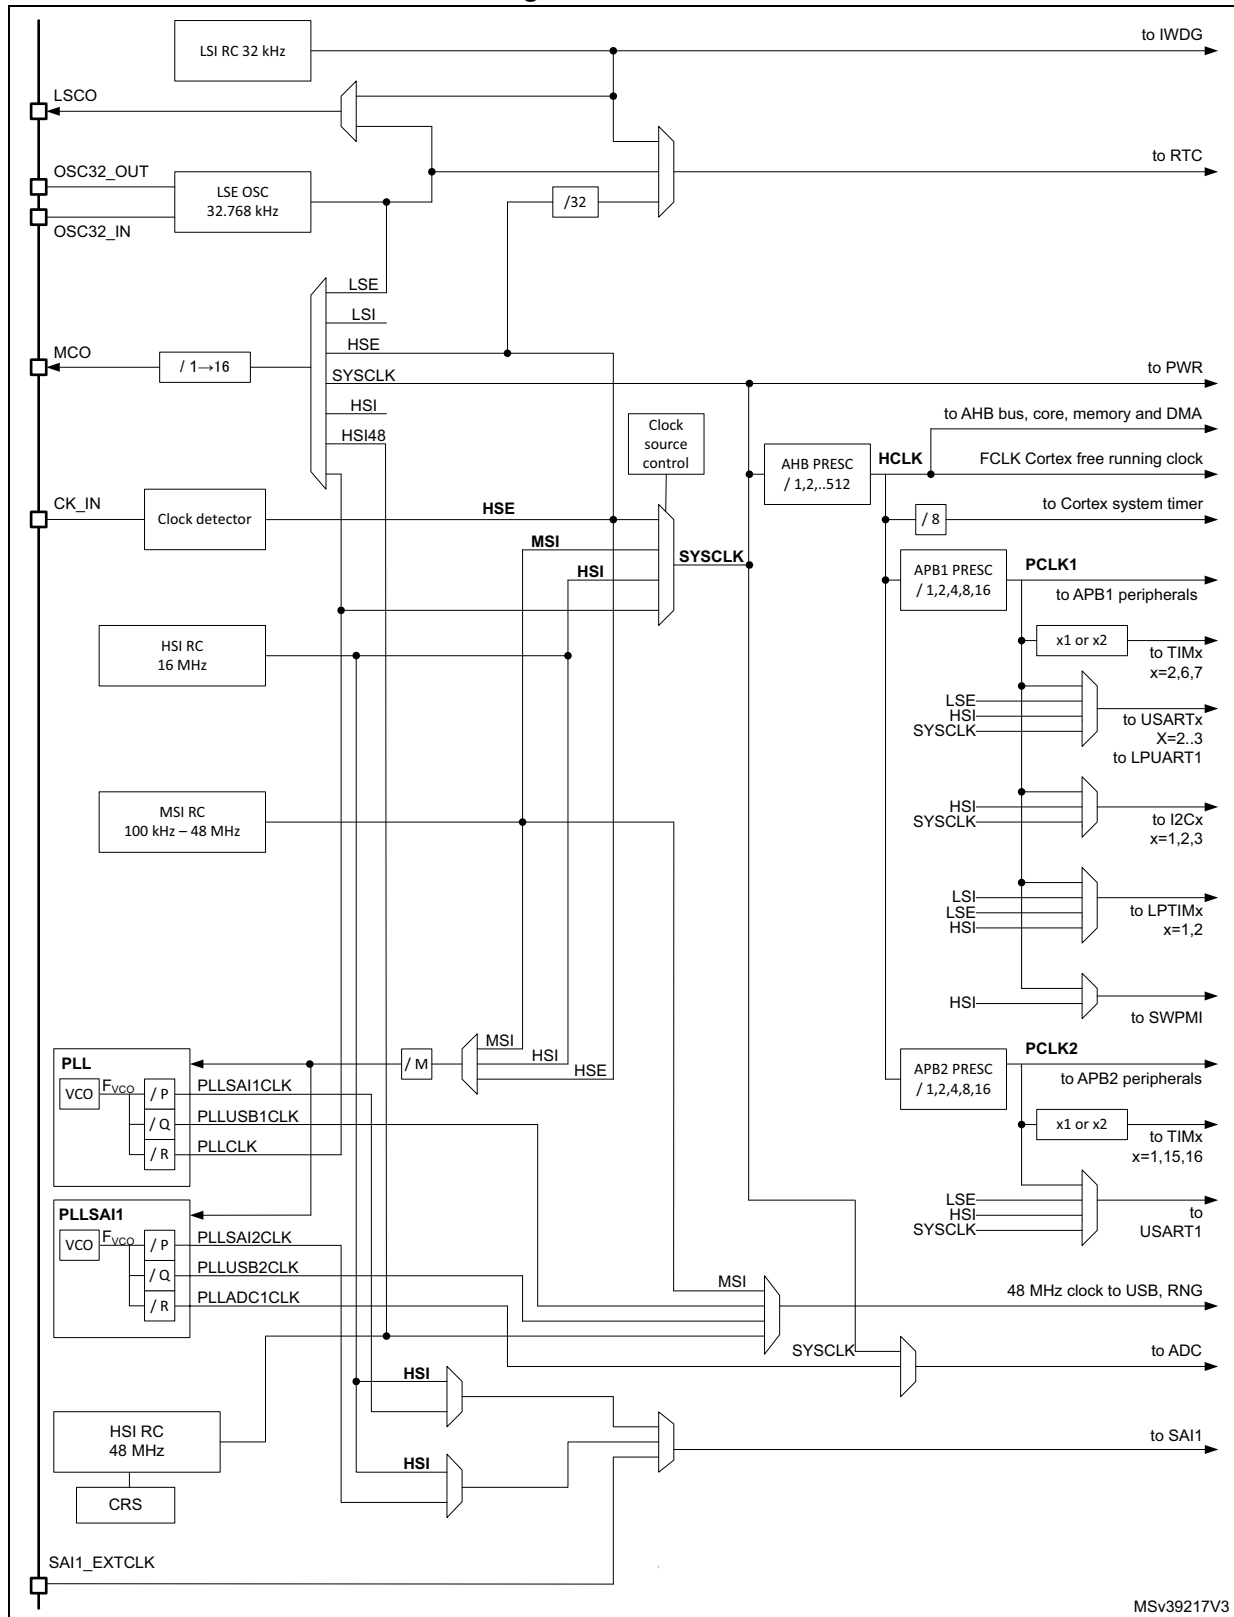 LSI RC 32 kHz
to IWDG
LSCO
OSC32_OUT
to RTC
LSE OSC
32.768 kHz
/32
OSC32_IN
LSE
LSI
MCO
/ 1→16
HSE
SYSCLK
to PWR
HSI
to AHB bus, core, memory and DMA
HSI48
Clock
source
control
AHB PRESC
/ 1,2,..512
HCLK
FCLK Cortex free running clock
CK_IN
Clock detector
HSE
to Cortex system timer
/ 8
MSI
SYSCLK
HSI
APB1 PRESC
/ 1,2,4,8,16
PCLK1
to APB1 peripherals
HSI RC
16 MHz
x1 or x2
to TIMx
x=2,6,7
LSE
HSI
SYSCLK
to USARTx
X=2..3
to LPUART1
MSI RC
100 kHz – 48 MHz
HSI
SYSCLK
to I2Cx
x=1,2,3
LSI
LSE
HSI
to LPTIMx
x=1,2
HSI
to SWPMI
MSI
HSI
HSE
/ M
PLL
VCO
FVCO
/ P
PLLSAI1CLK
/ Q
PLLUSB1CLK
/ R
PLLCLK
APB2 PRESC
/ 1,2,4,8,16
PCLK2
to APB2 peripherals
x1 or x2
to TIMx
x=1,15,16
PLLSAI1
VCO
FVCO
/ P
PLLSAI2CLK
/ Q
PLLUSB2CLK
/ R
PLLADC1CLK
LSE
HSI
SYSCLK
to
USART1
MSI
48 MHz clock to USB, RNG
SYSCLK
to ADC
HSI
HSI RC
48 MHz
to SAI1
HSI
CRS
SAI1_EXTCLK
MSv39217V3